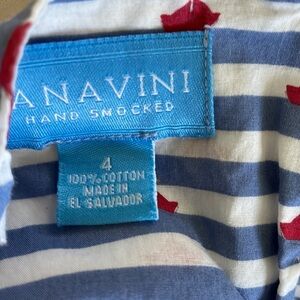 ANAVINI
HAND SMOCKED
4
100% COTTON
MADE IN
EL SALVADOR